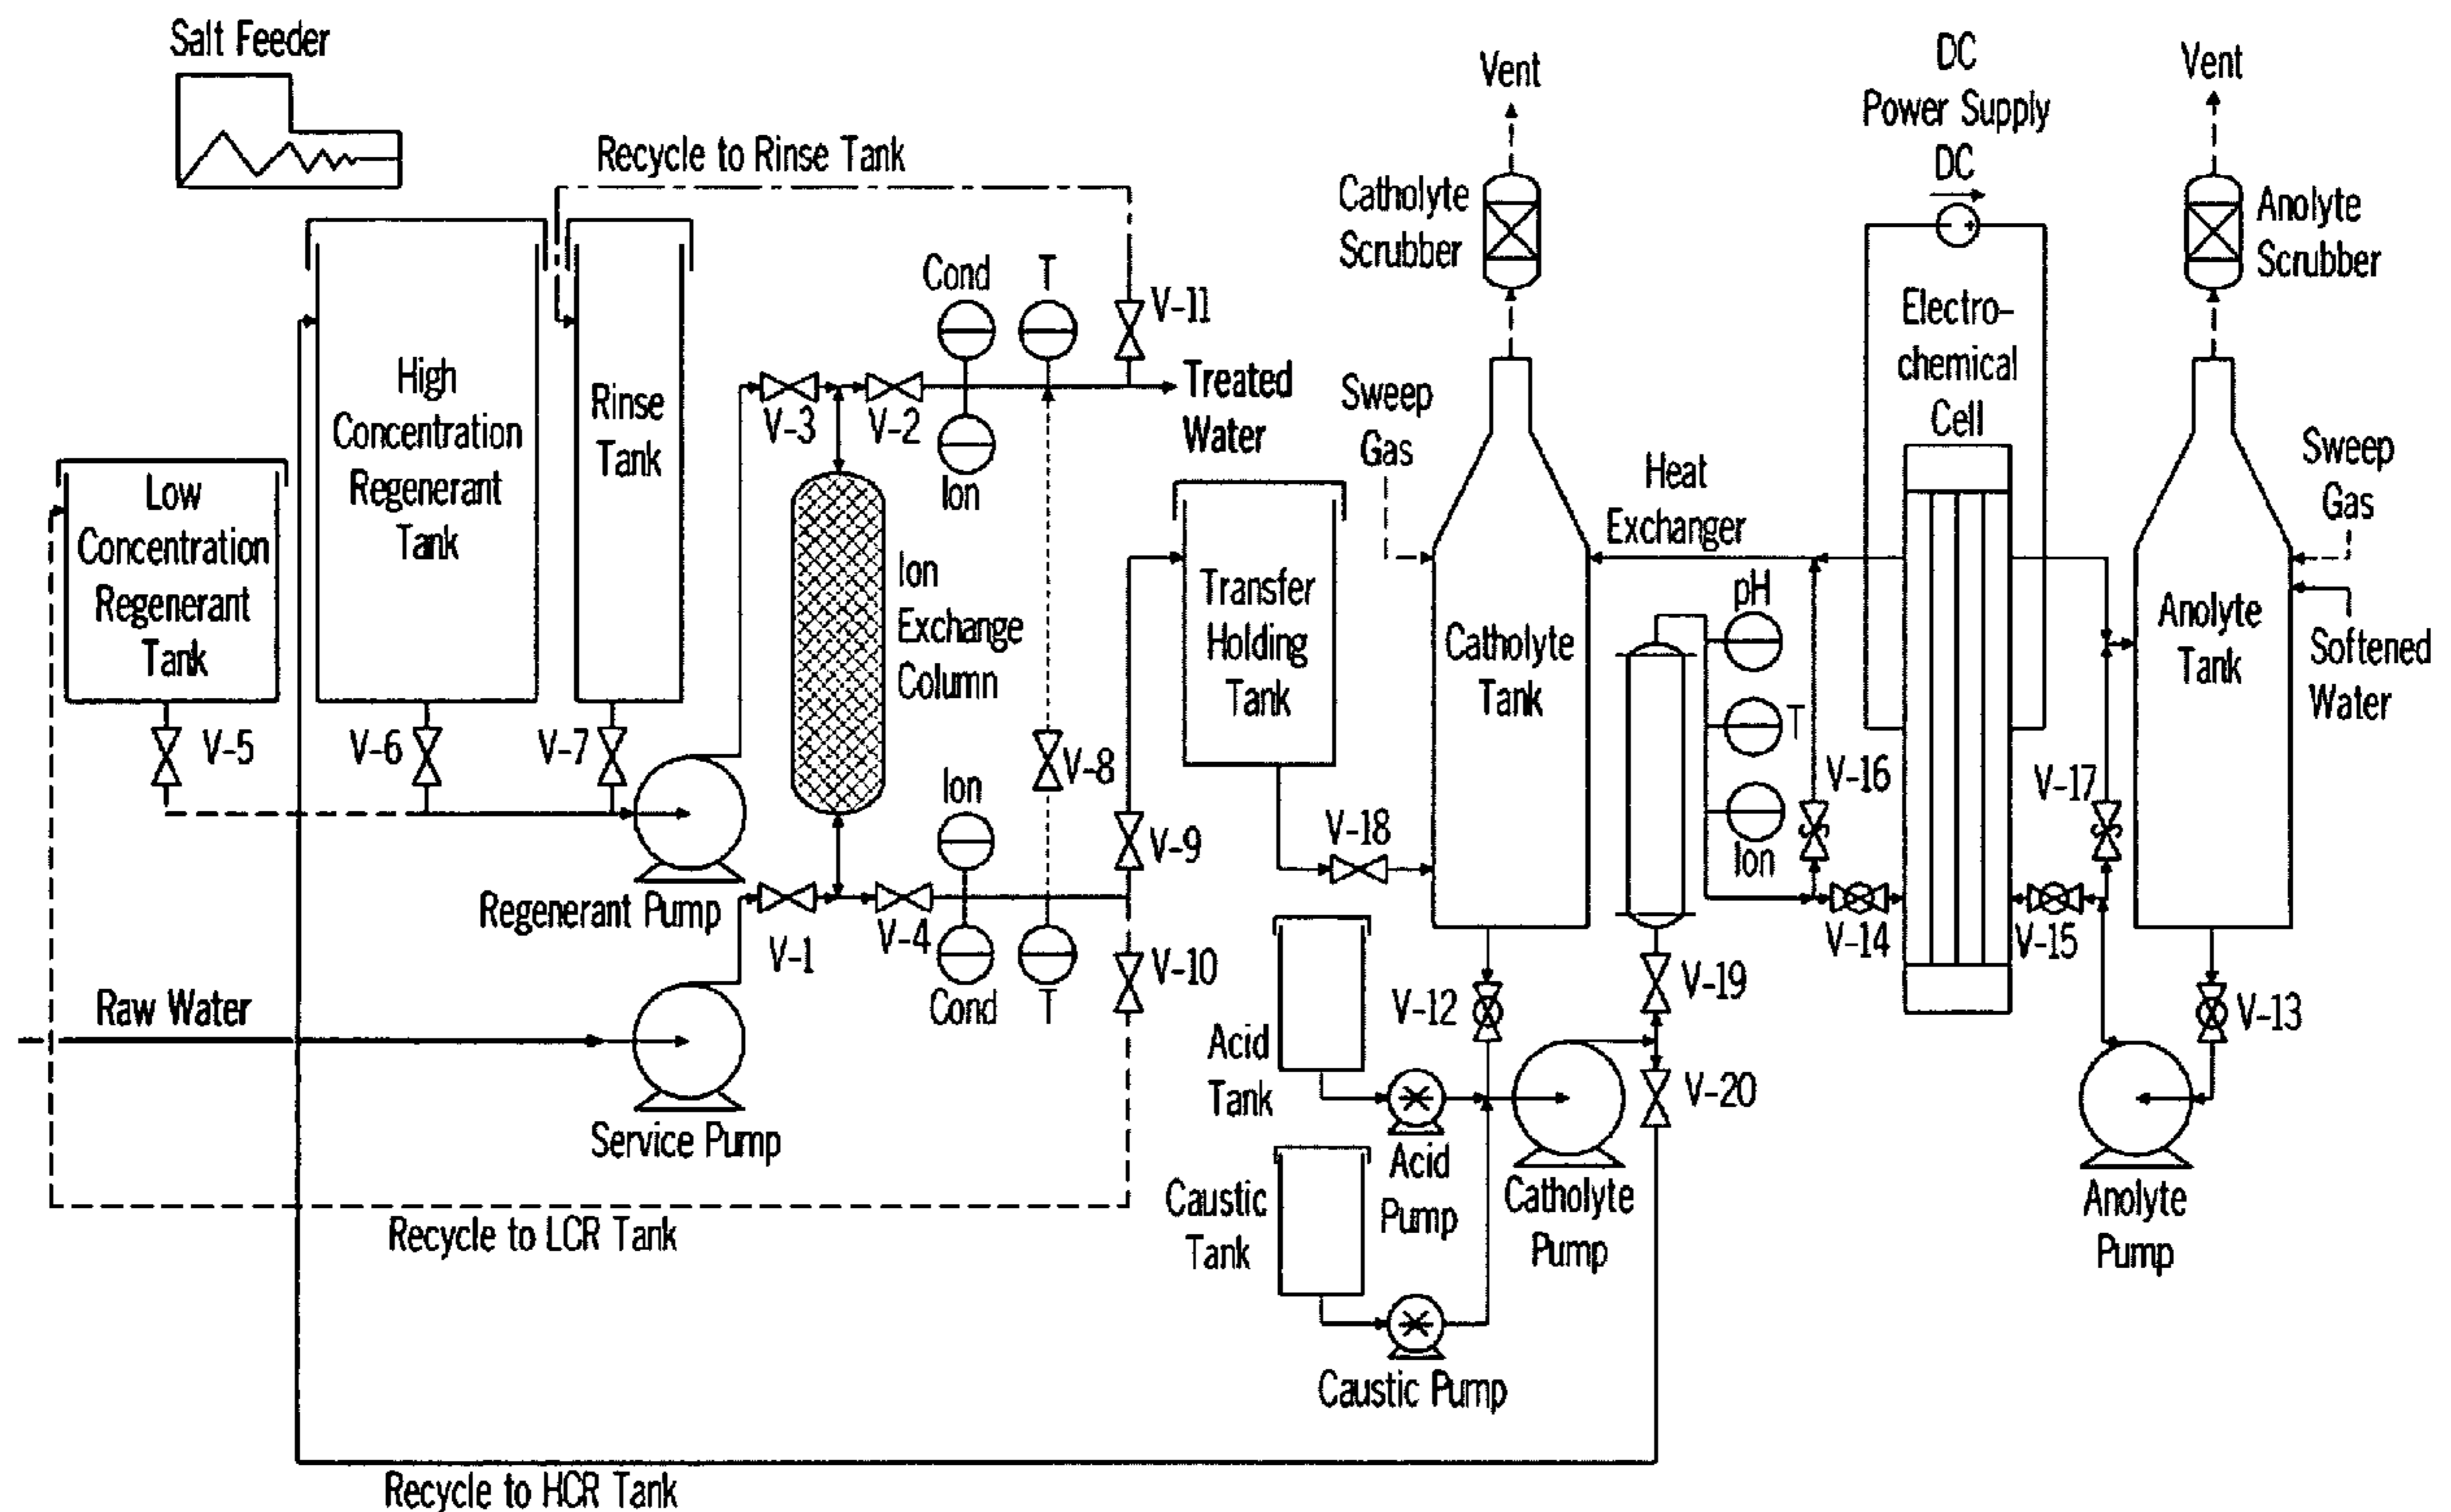 Salt Feeder
Recycle to Rinse Tank
Vent
DC
Power Supply
DC
Vent
Catholyte
Scrubber
Anolyte
Scrubber
Cond
T
V-11
High
Concentration
Regenerant
Tank
Rinse
Tank
V-3
V-2
Ion
Treated
Water
Sweep
Gas
Heat
Exchanger
Electro-
chemical
Cell
Sweep
Gas
Low
Concentration
Regenerant
Tank
Ion
Exchange
Column
Transfer
Holding
Tank
Catholyte
Tank
pH
T
Ion
Anolyte
Tank
Softened
Water
V-5
V-6
V-7
V-8
V-16
V-17
Ion
V-9
V-18
Regenerant Pump
V-1
V-4
Cond
T
V-10
V-14
V-15
Raw Water
Service Pump
Acid
Tank
V-12
V-19
V-13
V-20
Acid
Pump
Catholyte
Pump
Anolyte
Pump
Caustic
Tank
Recycle to LCR Tank
Caustic Pump
Recycle to HCR Tank